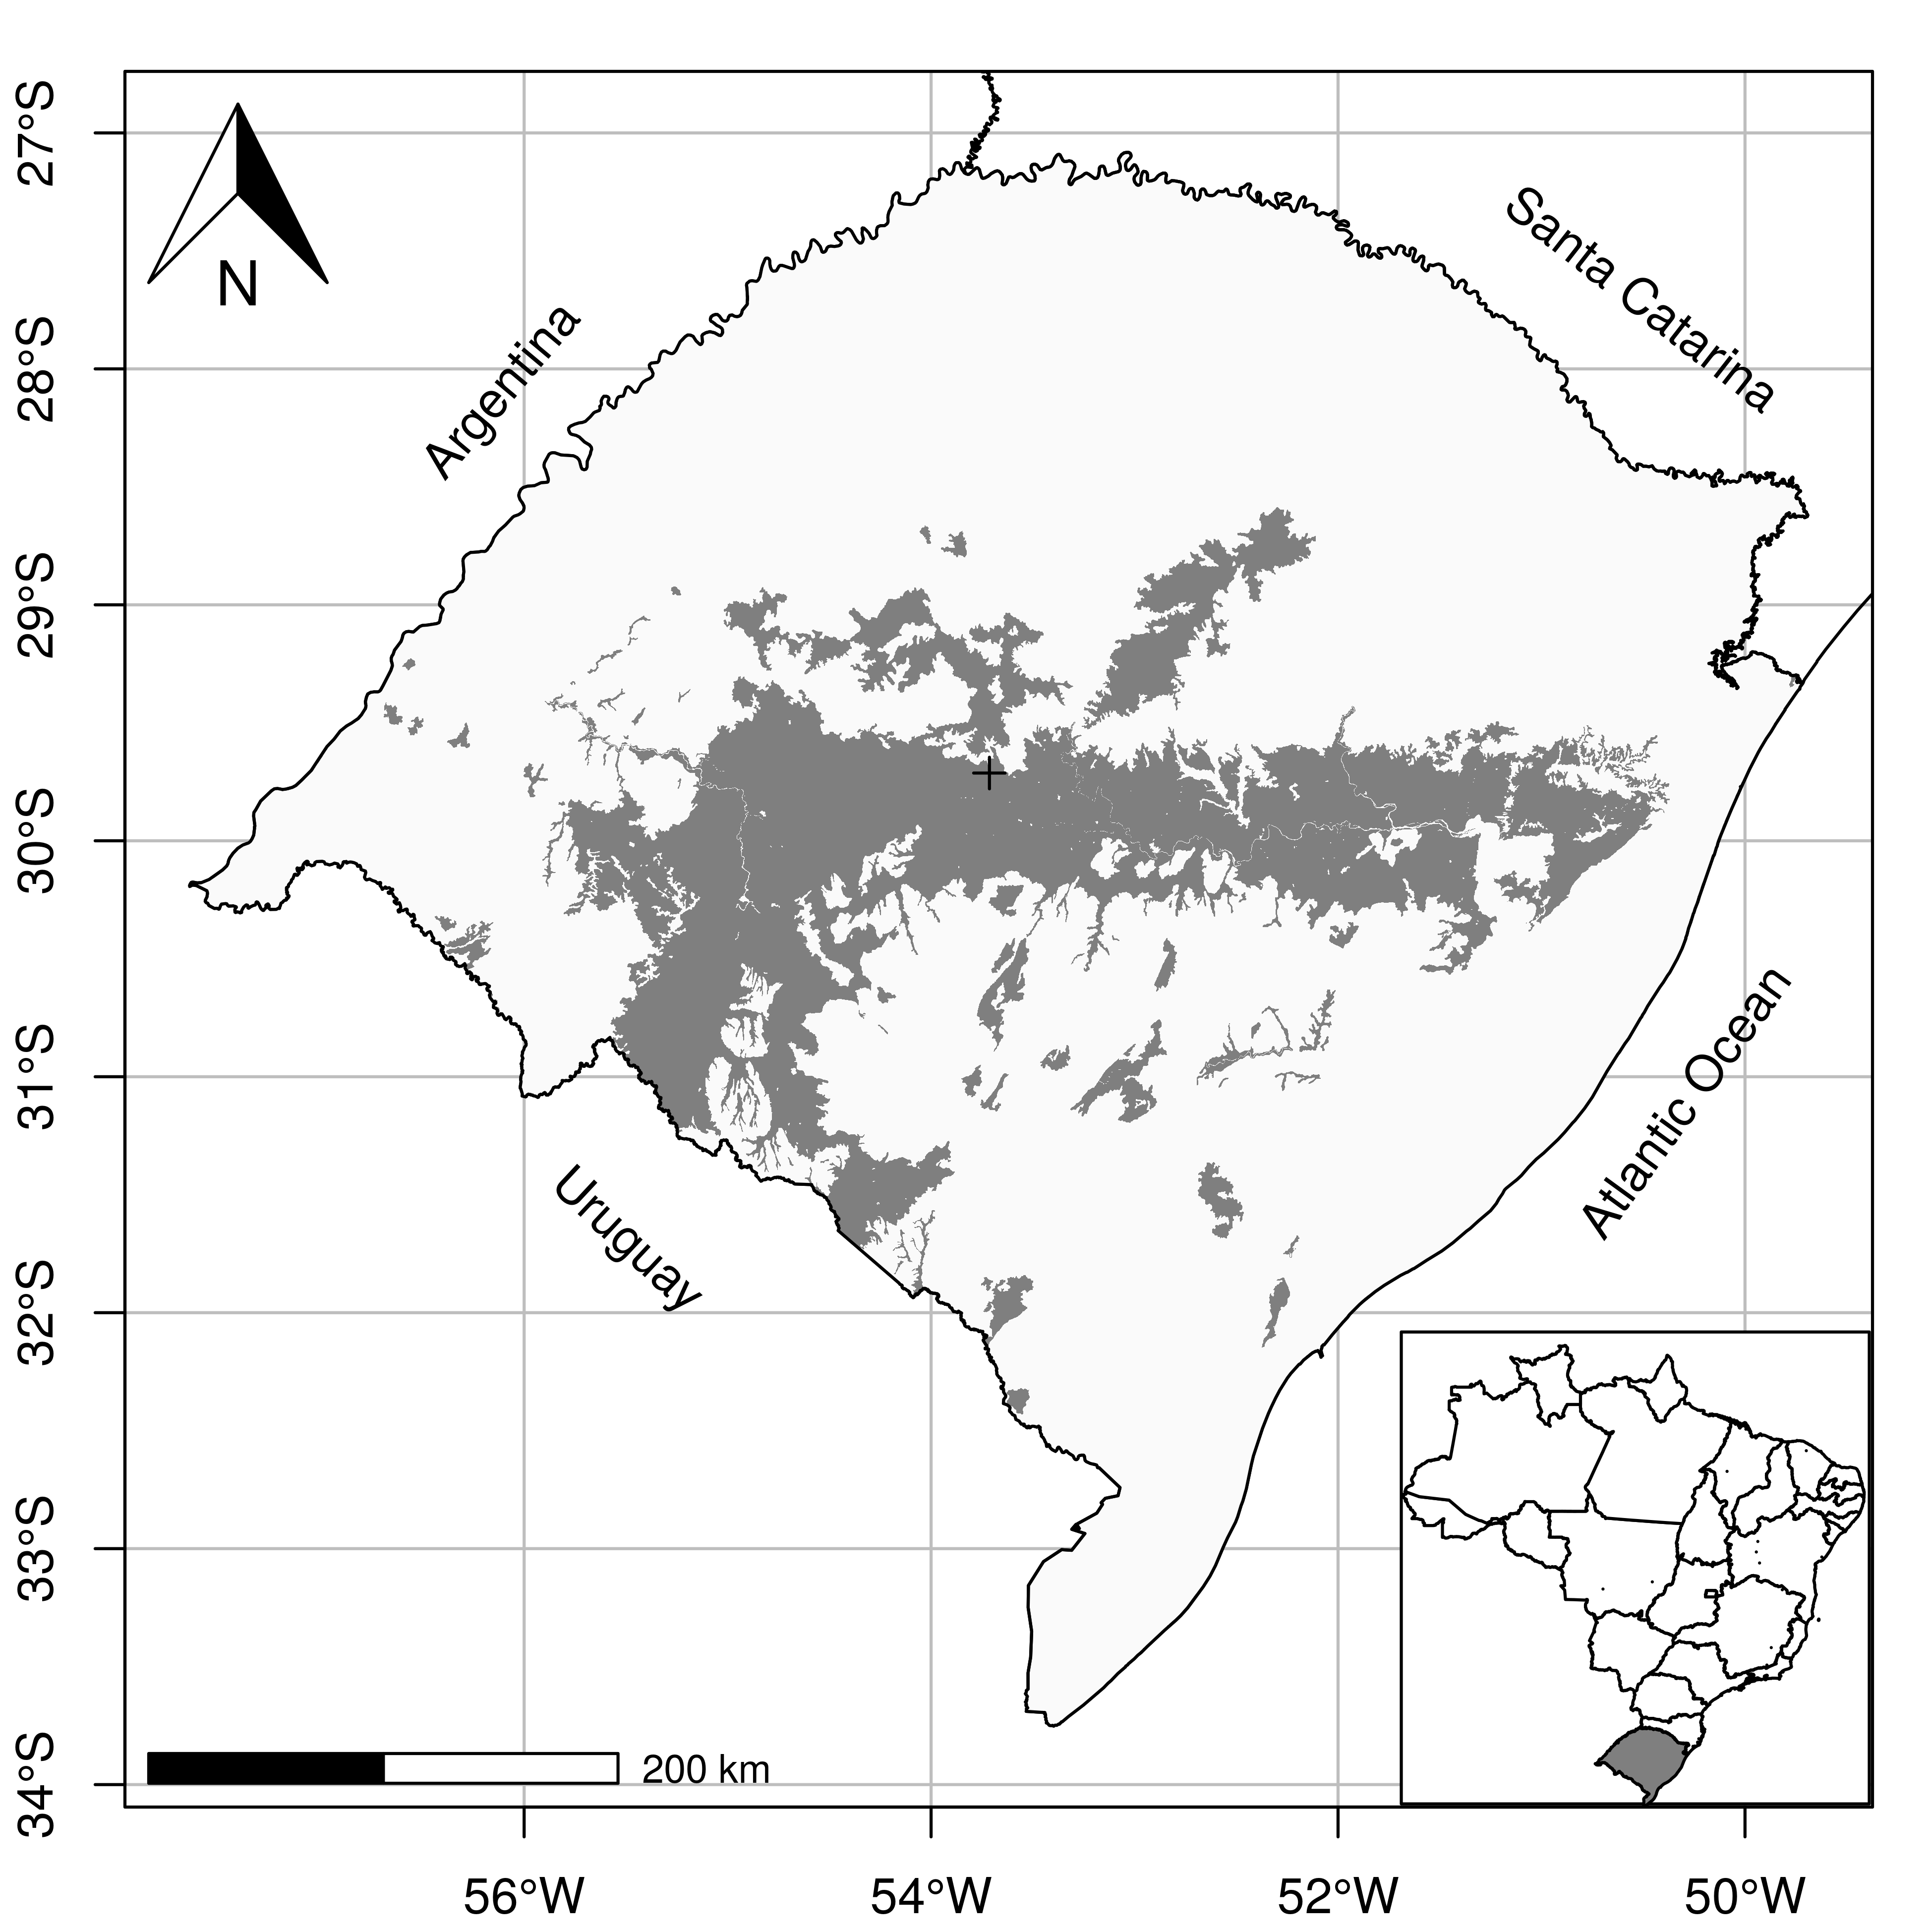 27°S
28°S
29°S
30°S
31°S
32°S
33°S
34°S
N
Argentina
Santa Catarina
Uruguay
Atlantic Ocean
200 km
56°W
54°W
52°W
50°W